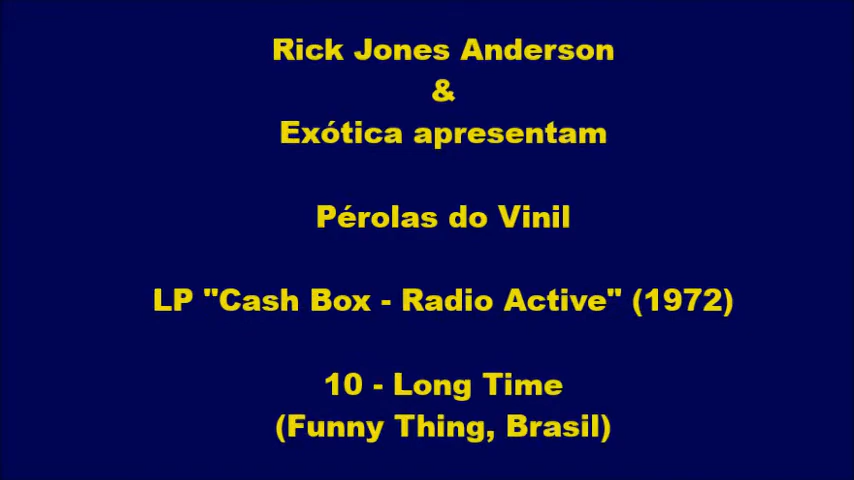 Rick Jones Anderson
&
Exótica apresentam
Pérolas do Vinil
LP "Cash Box - Radio Active" (1972)
10 - Long Time
(Funny Thing, Brasil)